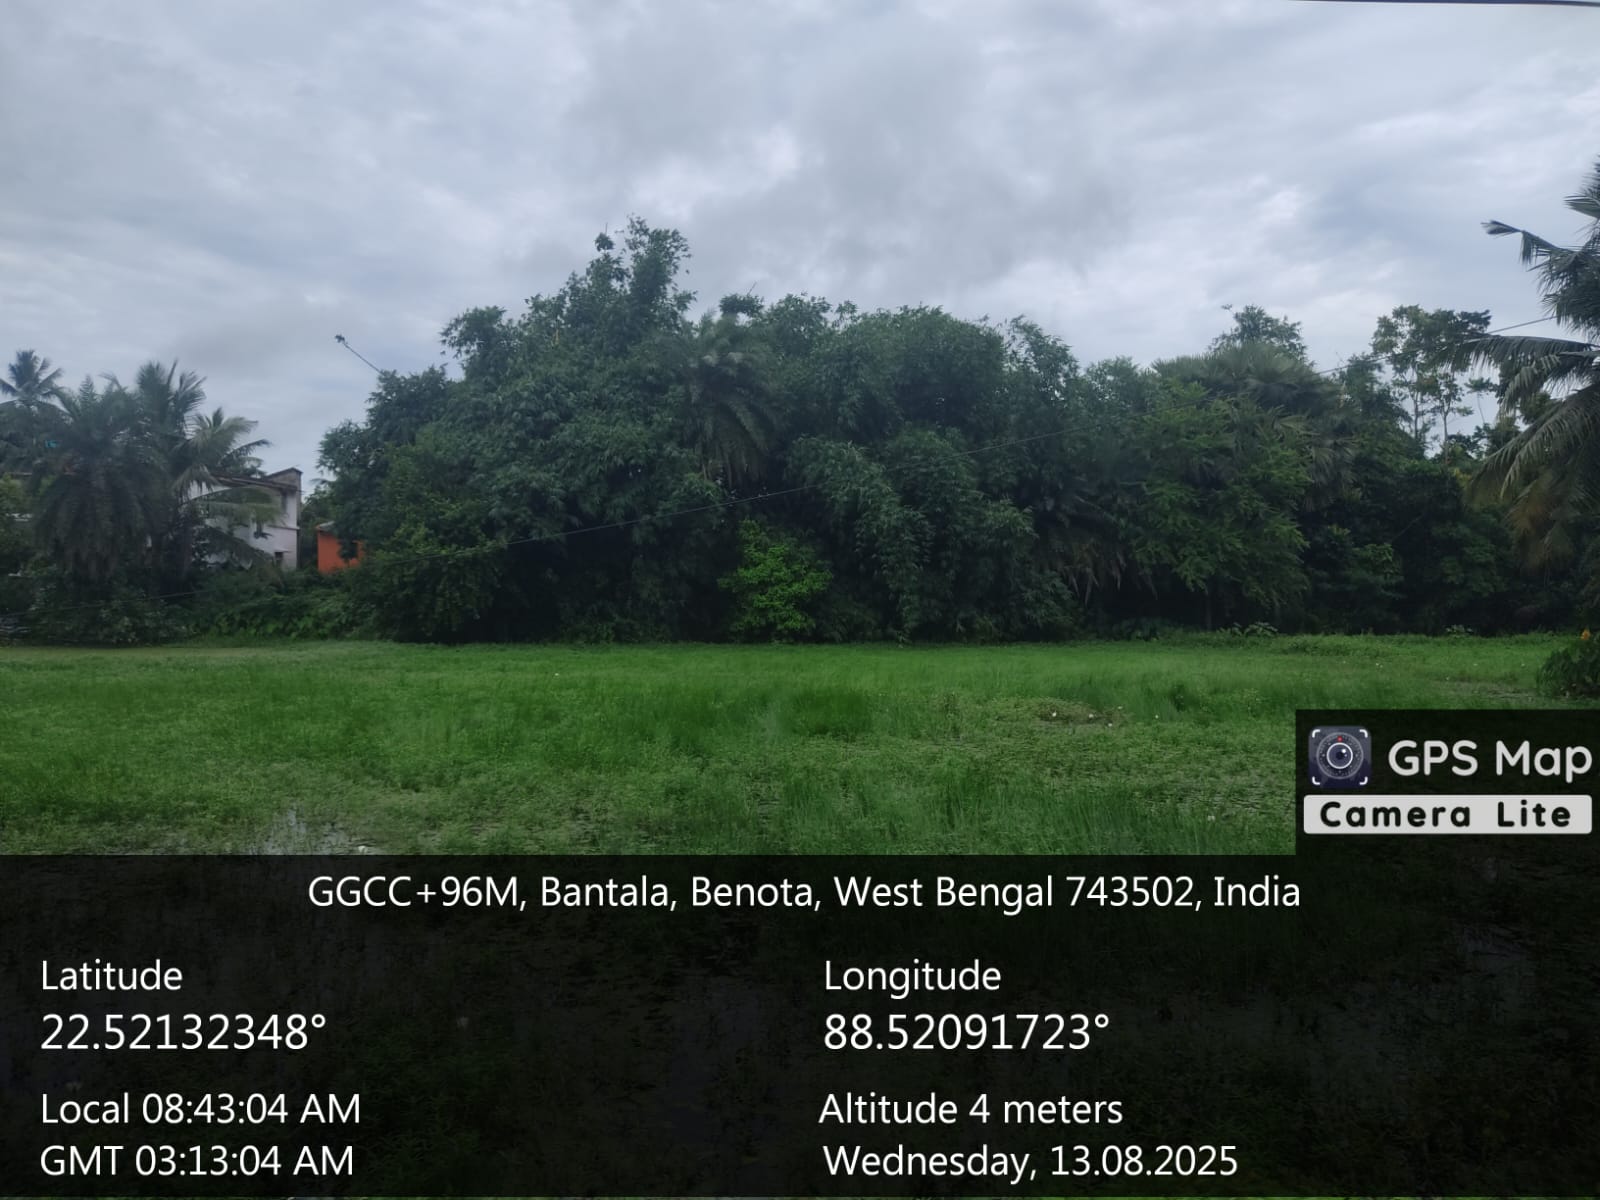 GPS Map
Camera Lite
GGCC+96M, Bantala, Benota, West Bengal 743502, India
Latitude
22.52132348°
Longitude
88.52091723°
Local 08:43:04 AM
GMT 03:13:04 AM
Altitude 4 meters
Wednesday, 13.08.2025